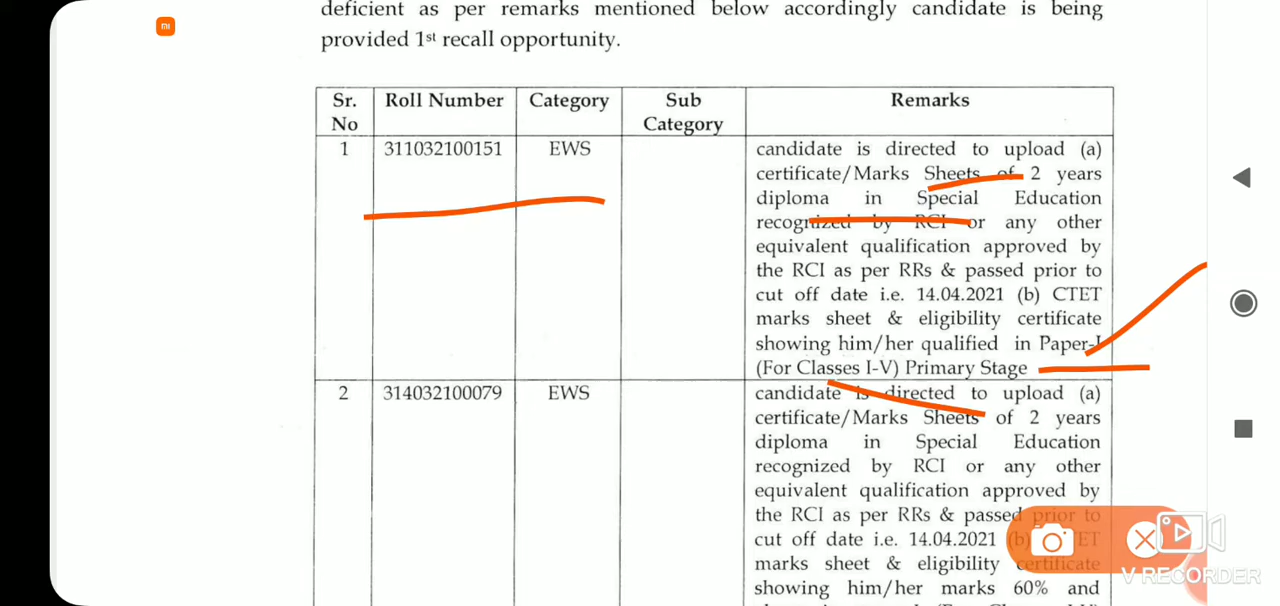 deficient as per remarks mentioned below accordingly candidate is being
provided 1st recall opportunity.
Sr. No
Roll Number
Category
Sub Category
Remarks
1
311032100151
EWS
candidate is directed to upload (a)
certificate/Marks Sheets of 2 years
diploma in Special Education
recognized by RCI or any other
equivalent qualification approved by
the RCI as per RRs & passed prior to
cut off date i.e. 14.04.2021 (b) CTET
marks sheet & eligibility certificate
showing him/her qualified in Paper-I
(For Classes I-V) Primary Stage
2
314032100079
EWS
candidate is directed to upload (a)
certificate/Marks Sheets of 2 years
diploma in Special Education
recognized by RCI or any other
equivalent qualification approved by
the RCI as per RRs & passed prior to
cut off date i.e. 14.04.2021 (b)
marks sheet & eligibility certificate
showing him/her marks 60% and
mi
V RECORDER